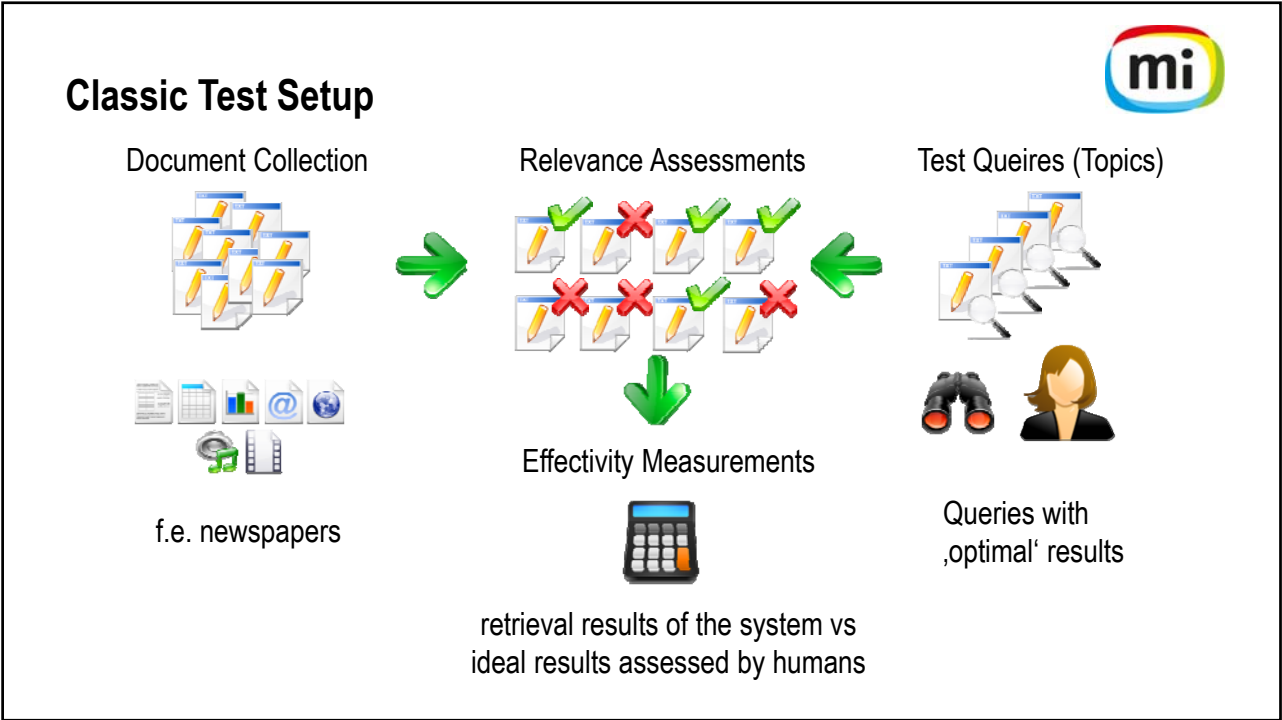 mi
Classic Test Setup
Document Collection
Relevance Assessments
Test Queires (Topics)
f.e. newspapers
Effectivity Measurements
retrieval results of the system vs
ideal results assessed by humans
Queries with
‚optimal‘ results